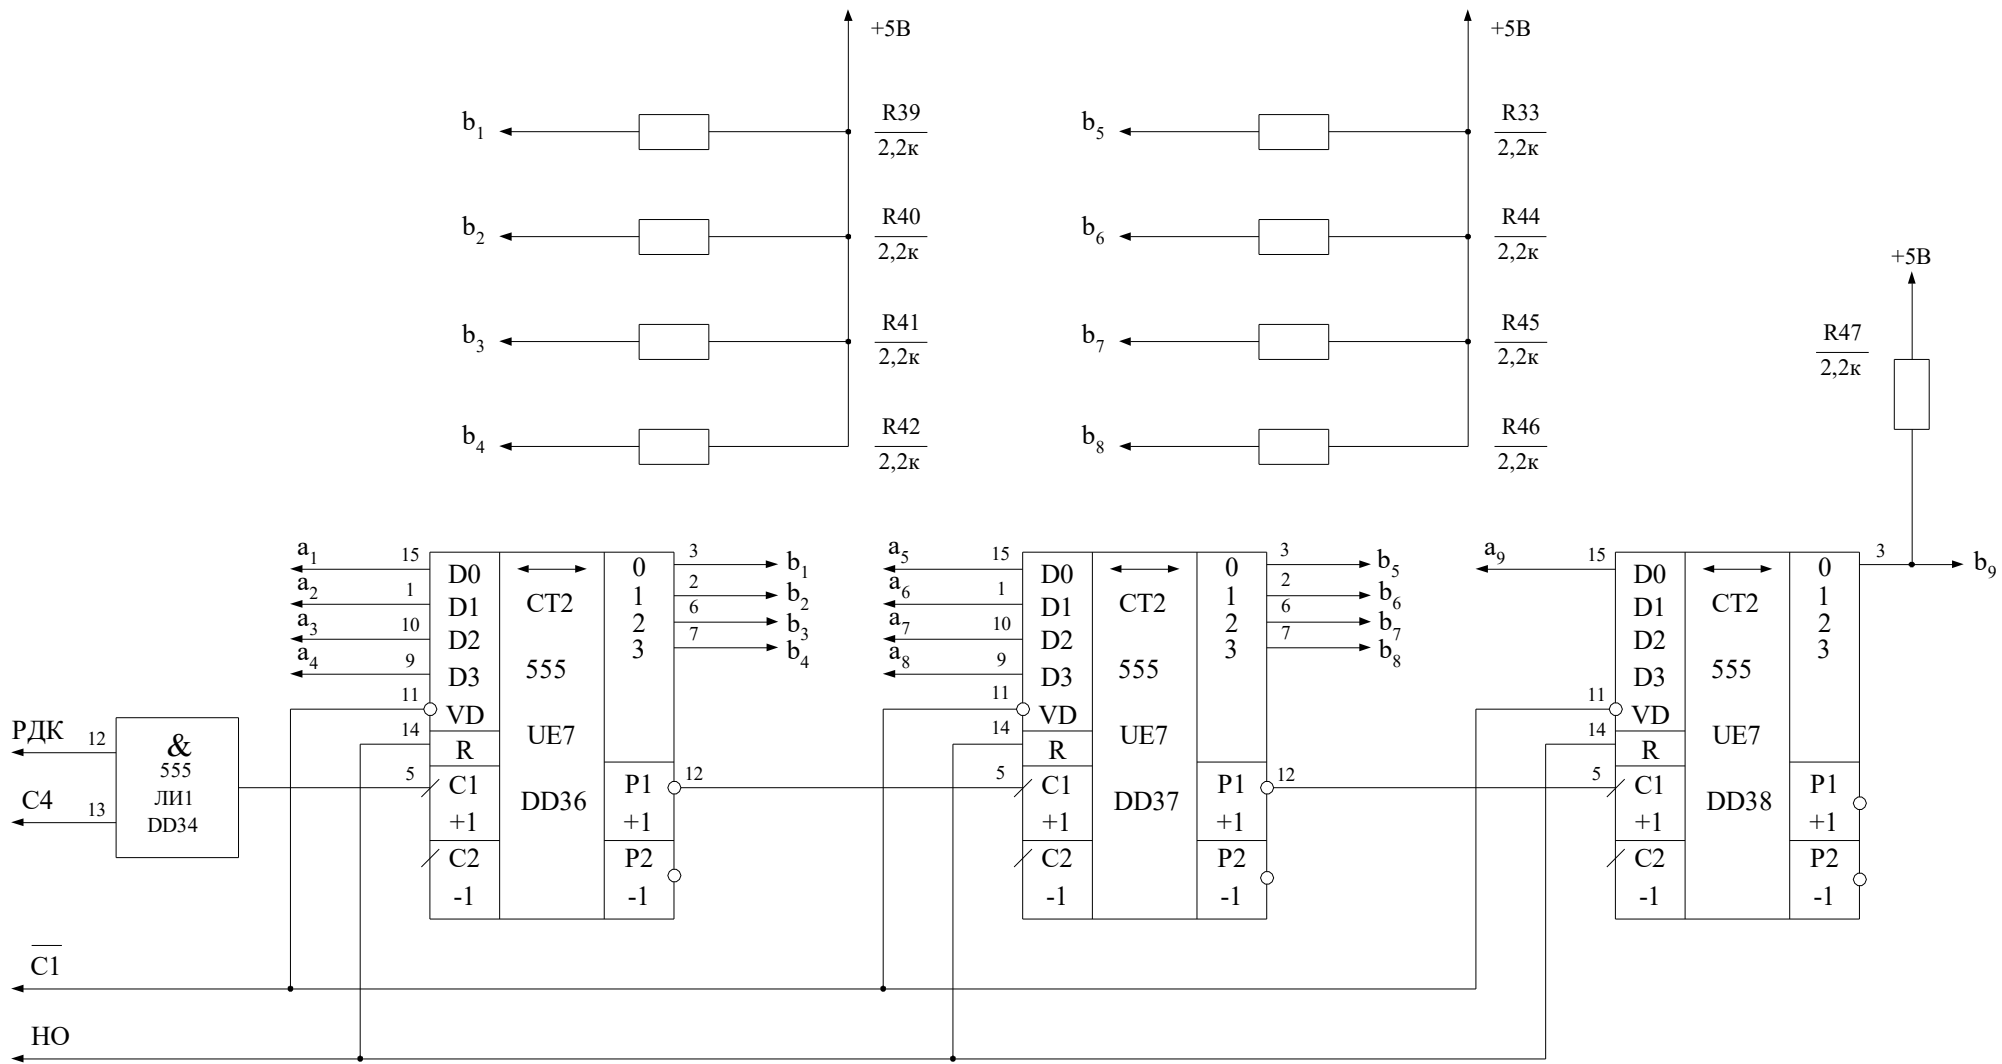 +5В
+5В
b1
R39
2,2к
b5
R33
2,2к
b2
R40
2,2к
b6
R44
2,2к
+5В
b3
R41
2,2к
b7
R45
2,2к
R47
2,2к
b4
R42
2,2к
b8
R46
2,2к
a1 15
a2 1
a3 10
a4 9
11
14
5
D0
D1
D2
D3
VD
R
C1
+1
C2
-1
CT2
555
UE7
DD36
0
1
2
3
P1
+1
P2
-1
3 b1
2 b2
6 b3
7 b4
12
a5 15
a6 1
a7 10
a8 9
11
14
5
D0
D1
D2
D3
VD
R
C1
+1
C2
-1
CT2
555
UE7
DD37
0
1
2
3
P1
+1
P2
-1
3 b5
2 b6
6 b7
7 b8
12
a9 15
11
14
5
D0
D1
D2
D3
VD
R
C1
+1
C2
-1
CT2
555
UE7
DD38
0
1
2
3
P1
+1
P2
-1
3 b9
РДК 12
С4 13
&
555
ЛИ1
DD34
C1
НО